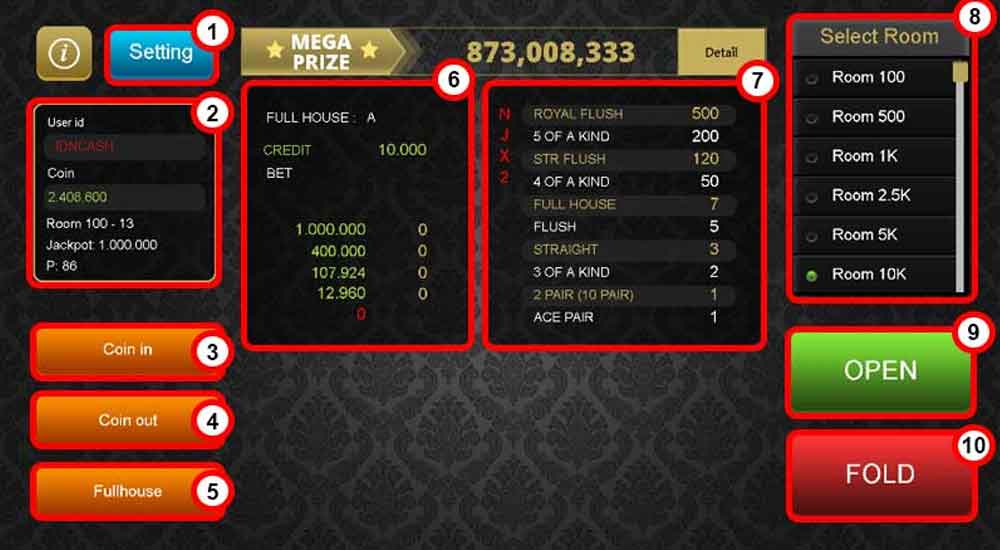 i
Setting
1
MEGA
PRIZE
873,008,333
Detail
2
User id
IDNCASH
Coin
2.408.600
Room 100 - 13
Jackpot: 1.000.000
P: 86
Coin in
3
Coin out
4
Fullhouse
5
6
FULL HOUSE : A
CREDIT 10.000
BET
1.000.000 0
400.000 0
107.924 0
12.960 0
0
7
N
J
X
2
ROYAL FLUSH 500
5 OF A KIND 200
STR FLUSH 120
4 OF A KIND 50
FULL HOUSE 7
FLUSH 5
STRAIGHT 3
3 OF A KIND 2
2 PAIR (10 PAIR) 1
ACE PAIR 1
8
Select Room
Room 100
Room 500
Room 1K
Room 2.5K
Room 5K
Room 10K
OPEN
9
FOLD
10